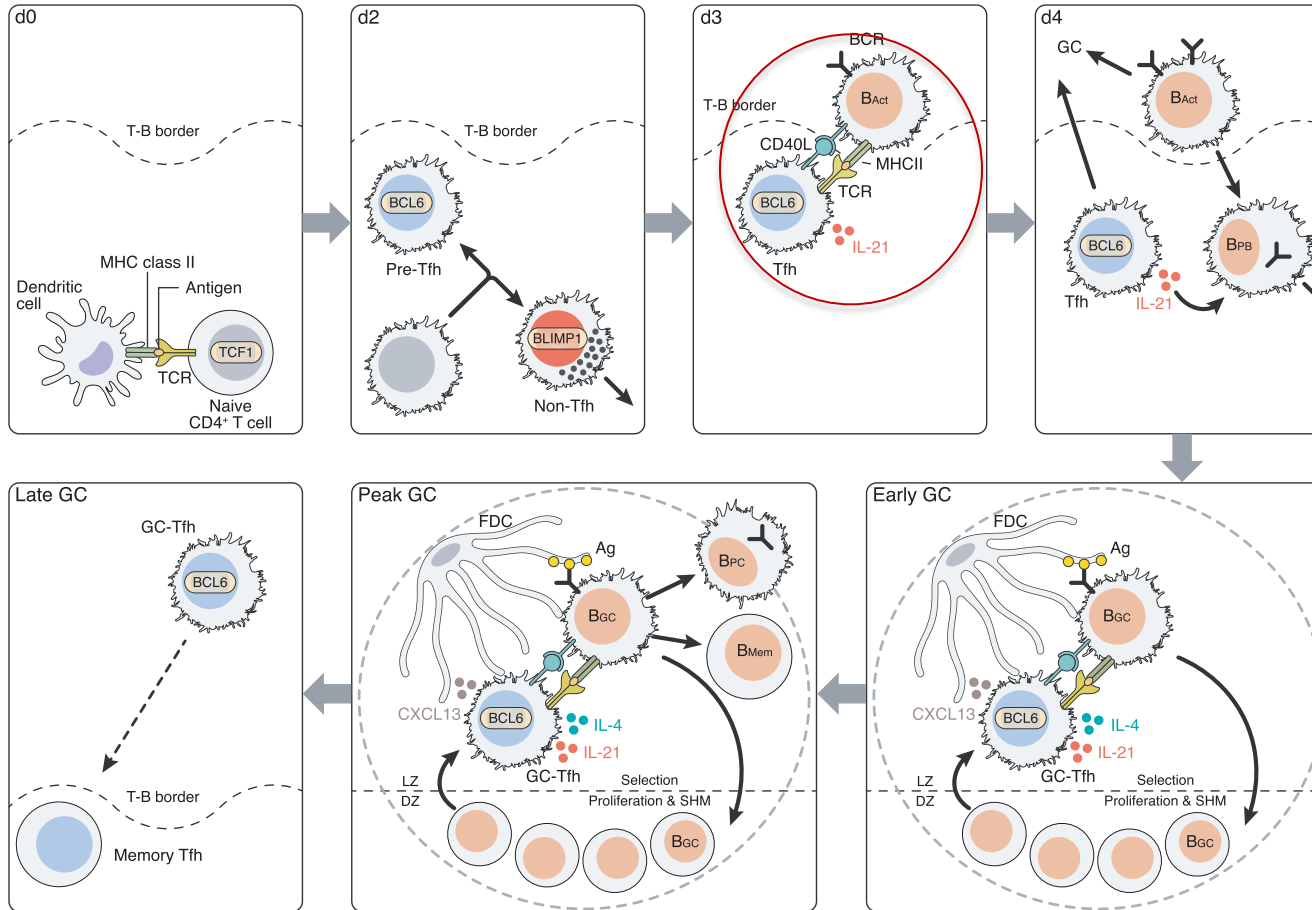 d0
T-B border
MHC class II
Antigen
Dendritic
cell
TCR
TCF1
Naive
CD4+ T cell
d2
T-B border
BCL6
Pre-Tfh
BLIMP1
Non-Tfh
d3
BCR
BAct
T-B border
CD40L
MHCII
TCR
BCL6
IL-21
Tfh
d4
GC
BAct
BCL6
BPB
Tfh
IL-21
Late GC
GC-Tfh
BCL6
T-B border
Memory Tfh
Peak GC
FDC
Ag
BPC
BGC
BMem
CXCL13
BCL6
IL-4
IL-21
GC-Tfh
LZ
Selection
DZ
Proliferation & SHM
BGC
Early GC
FDC
Ag
BGC
CXCL13
BCL6
IL-4
IL-21
GC-Tfh
LZ
Selection
DZ
Proliferation & SHM
BGC